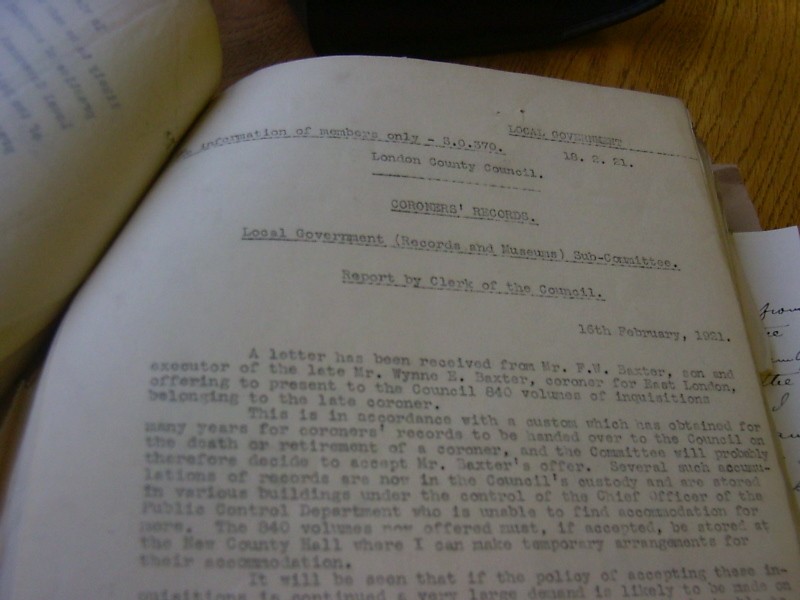 LOCAL GOVERNMENT
information of members only - S.O.370. 18. 2. 21.
London County Council.
CORONERS' RECORDS.
Local Government (Records and Museums) Sub-Committee.
Report by Clerk of the Council.
16th February, 1921.
A letter has been received from Mr. F.W. Baxter, son and
executor of the late Mr. Wynne E. Baxter, coroner for East London,
offering to present to the Council 840 volumes of inquisitions
belonging to the late coroner.
This is in accordance with a custom which has obtained for
many years for coroners' records to be handed over to the Council on
the death or retirement of a coroner, and the Committee will probably
therefore decide to accept Mr. Baxter's offer. Several such accumu-
lations of records are now in the Council's custody and are stored
in various buildings under the control of the Chief Officer of the
Public Control Department who is unable to find accommodation for
more. The 840 volumes now offered must, if accepted, be stored at
the New County Hall where I can make temporary arrangements for
their accommodation.
It will be seen that if the policy of accepting these in-
quisitions is continued a very large demand is likely to be made on
from
the
I